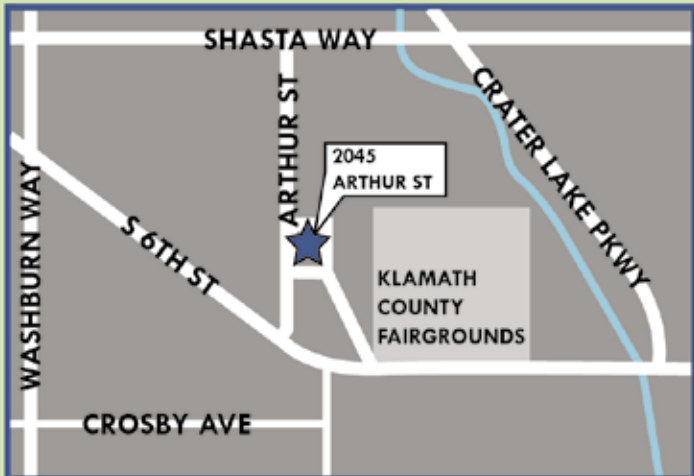 SHASTA WAY
ARTHUR ST
CRATER LAKE PKWY
2045
ARTHUR ST
WASHBURN WAY
S 6TH ST
KLAMATH
COUNTY
FAIRGROUNDS
CROSBY AVE